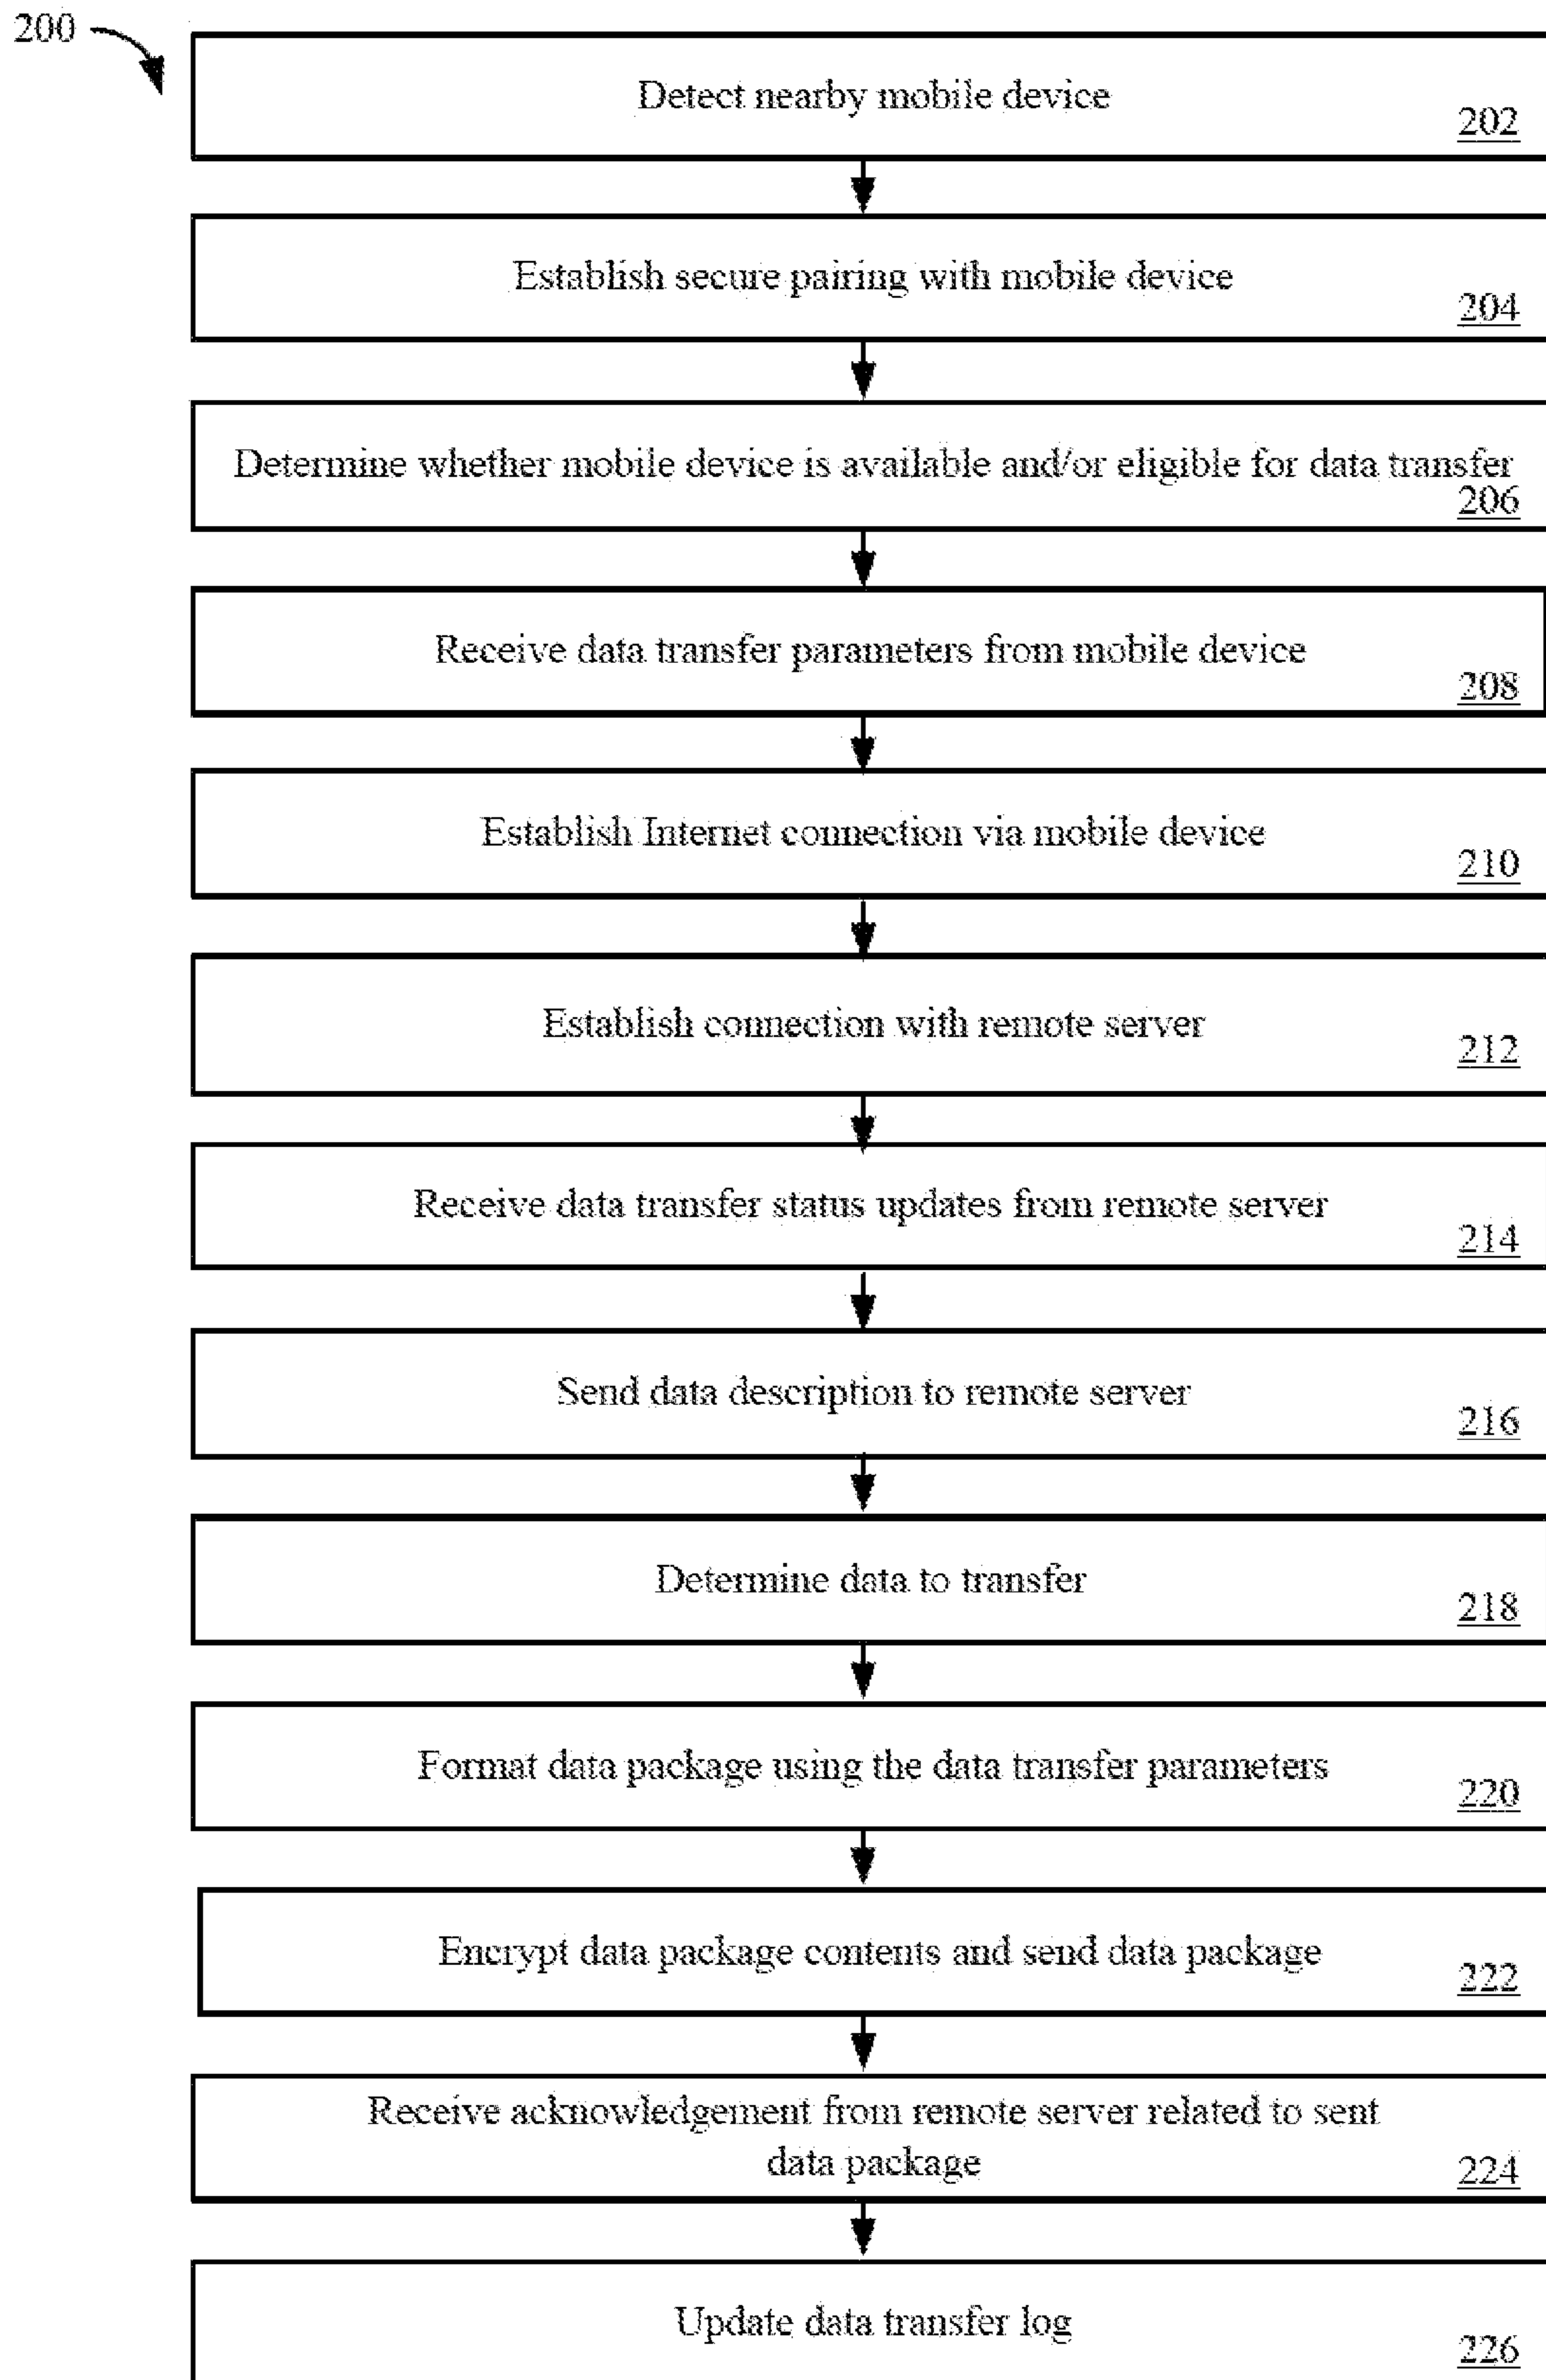 200
Detect nearby mobile device
202
Establish secure pairing with mobile device
204
Determine whether mobile device is available and/or eligible for data transfer
206
Receive data transfer parameters from mobile device
208
Establish Internet connection via mobile device
210
Establish connection with remote server
212
Receive data transfer status updates from remote server
214
Send data description to remote server
216
Determine data to transfer
218
Format data package using the data transfer parameters
220
Encrypt data package contents and send data package
222
Receive acknowledgement from remote server related to sent
data package
224
Update data transfer log
226